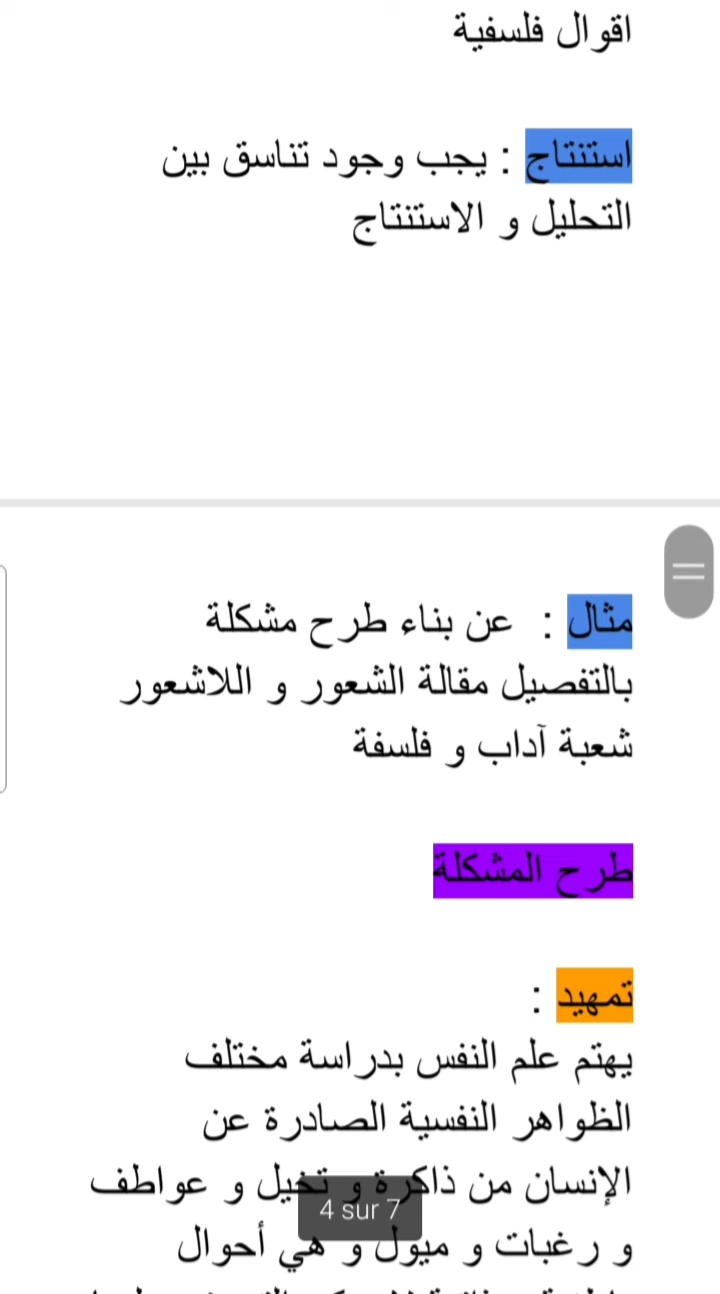 اقوال فلسفية
استنتاج : يجب وجود تناسق بين
التحليل و الاستنتاج
مثال : عن بناء طرح مشكلة
بالتفصيل مقالة الشعور و اللاشعور
شعبة آداب و فلسفة
طرح المشكلة
تمهيد :
يهتم علم النفس بدراسة مختلف
الظواهر النفسية الصادرة عن
الإنسان من ذاكرة و تخيل و عواطف
4 sur 7
و رغبات و ميول و هي أحوال